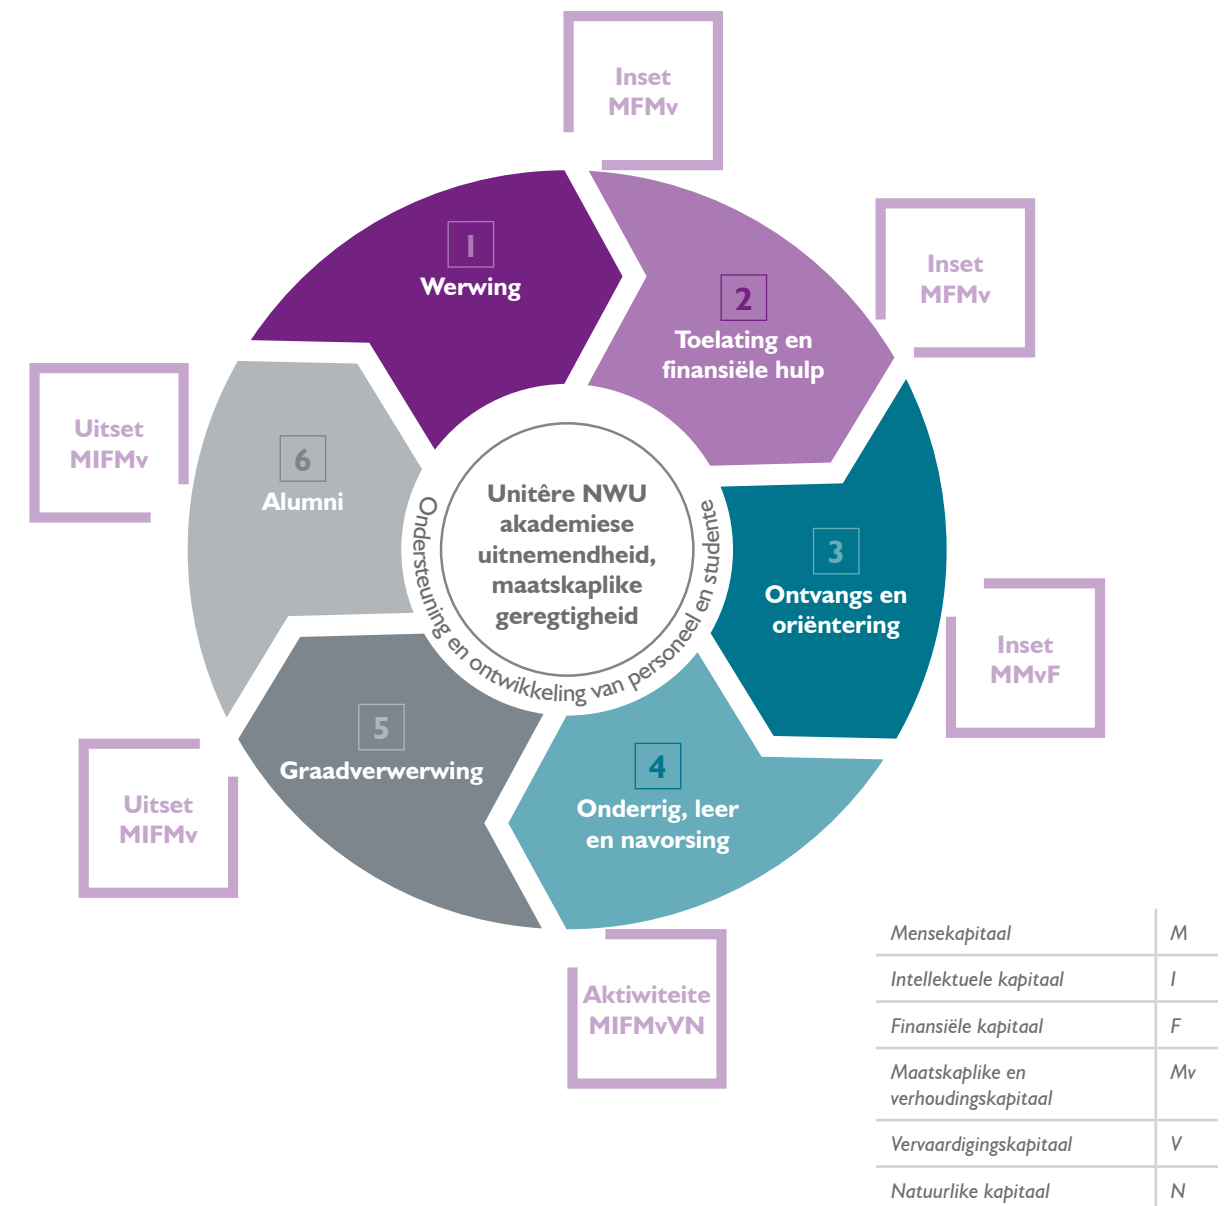 Inset
MFMv
1
Werwing
2
Toelating en
finansiële hulp
Inset
MFMv
3
Ontvangs en
oriëntering
Inset
MMvF
4
Onderrig, leer
en navorsing
Aktiwiteite
MIFMvVN
5
Graadverwerwing
Uitset
MIFMv
6
Alumni
Uitset
MIFMv
Unitêre NWU
akademiese
uitnemendheid,
maatskaplike
geregtigheid
Ondersteuning en ontwikkeling van personeel en studente
Mensekapitaal M
Intellektuele kapitaal I
Finansiële kapitaal F
Maatskaplike en Mv
verhoudingskapitaal
Vervaardigingskapitaal V
Natuurlike kapitaal N